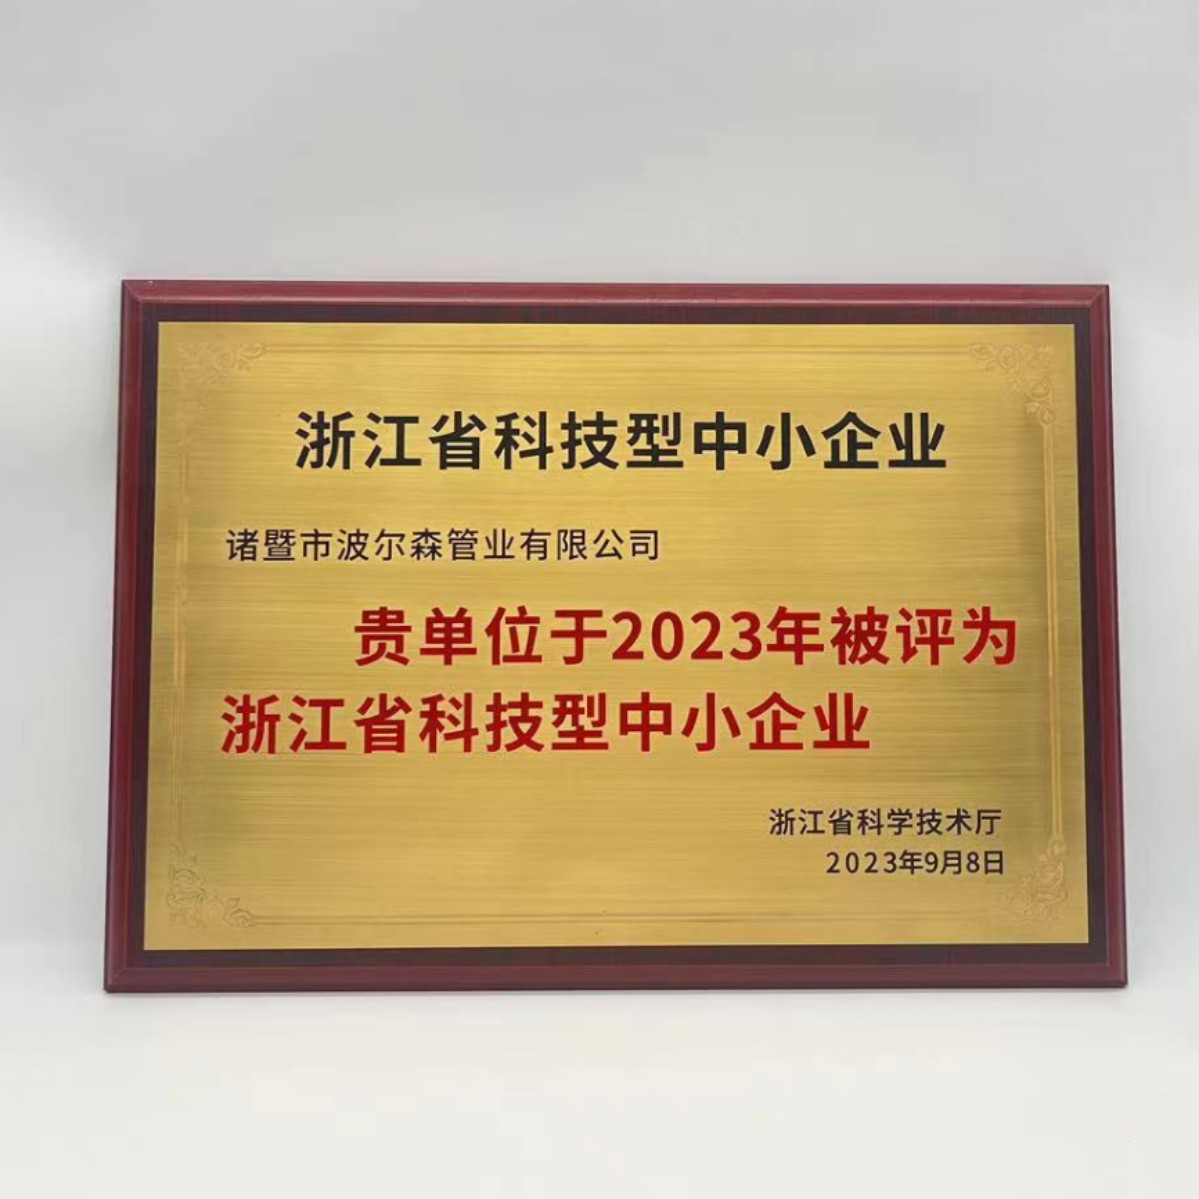 浙江省科技型中小企业
诸暨市波尔森管业有限公司
贵单位于2023年被评为
浙江省科技型中小企业
浙江省科学技术厅
2023年9月8日